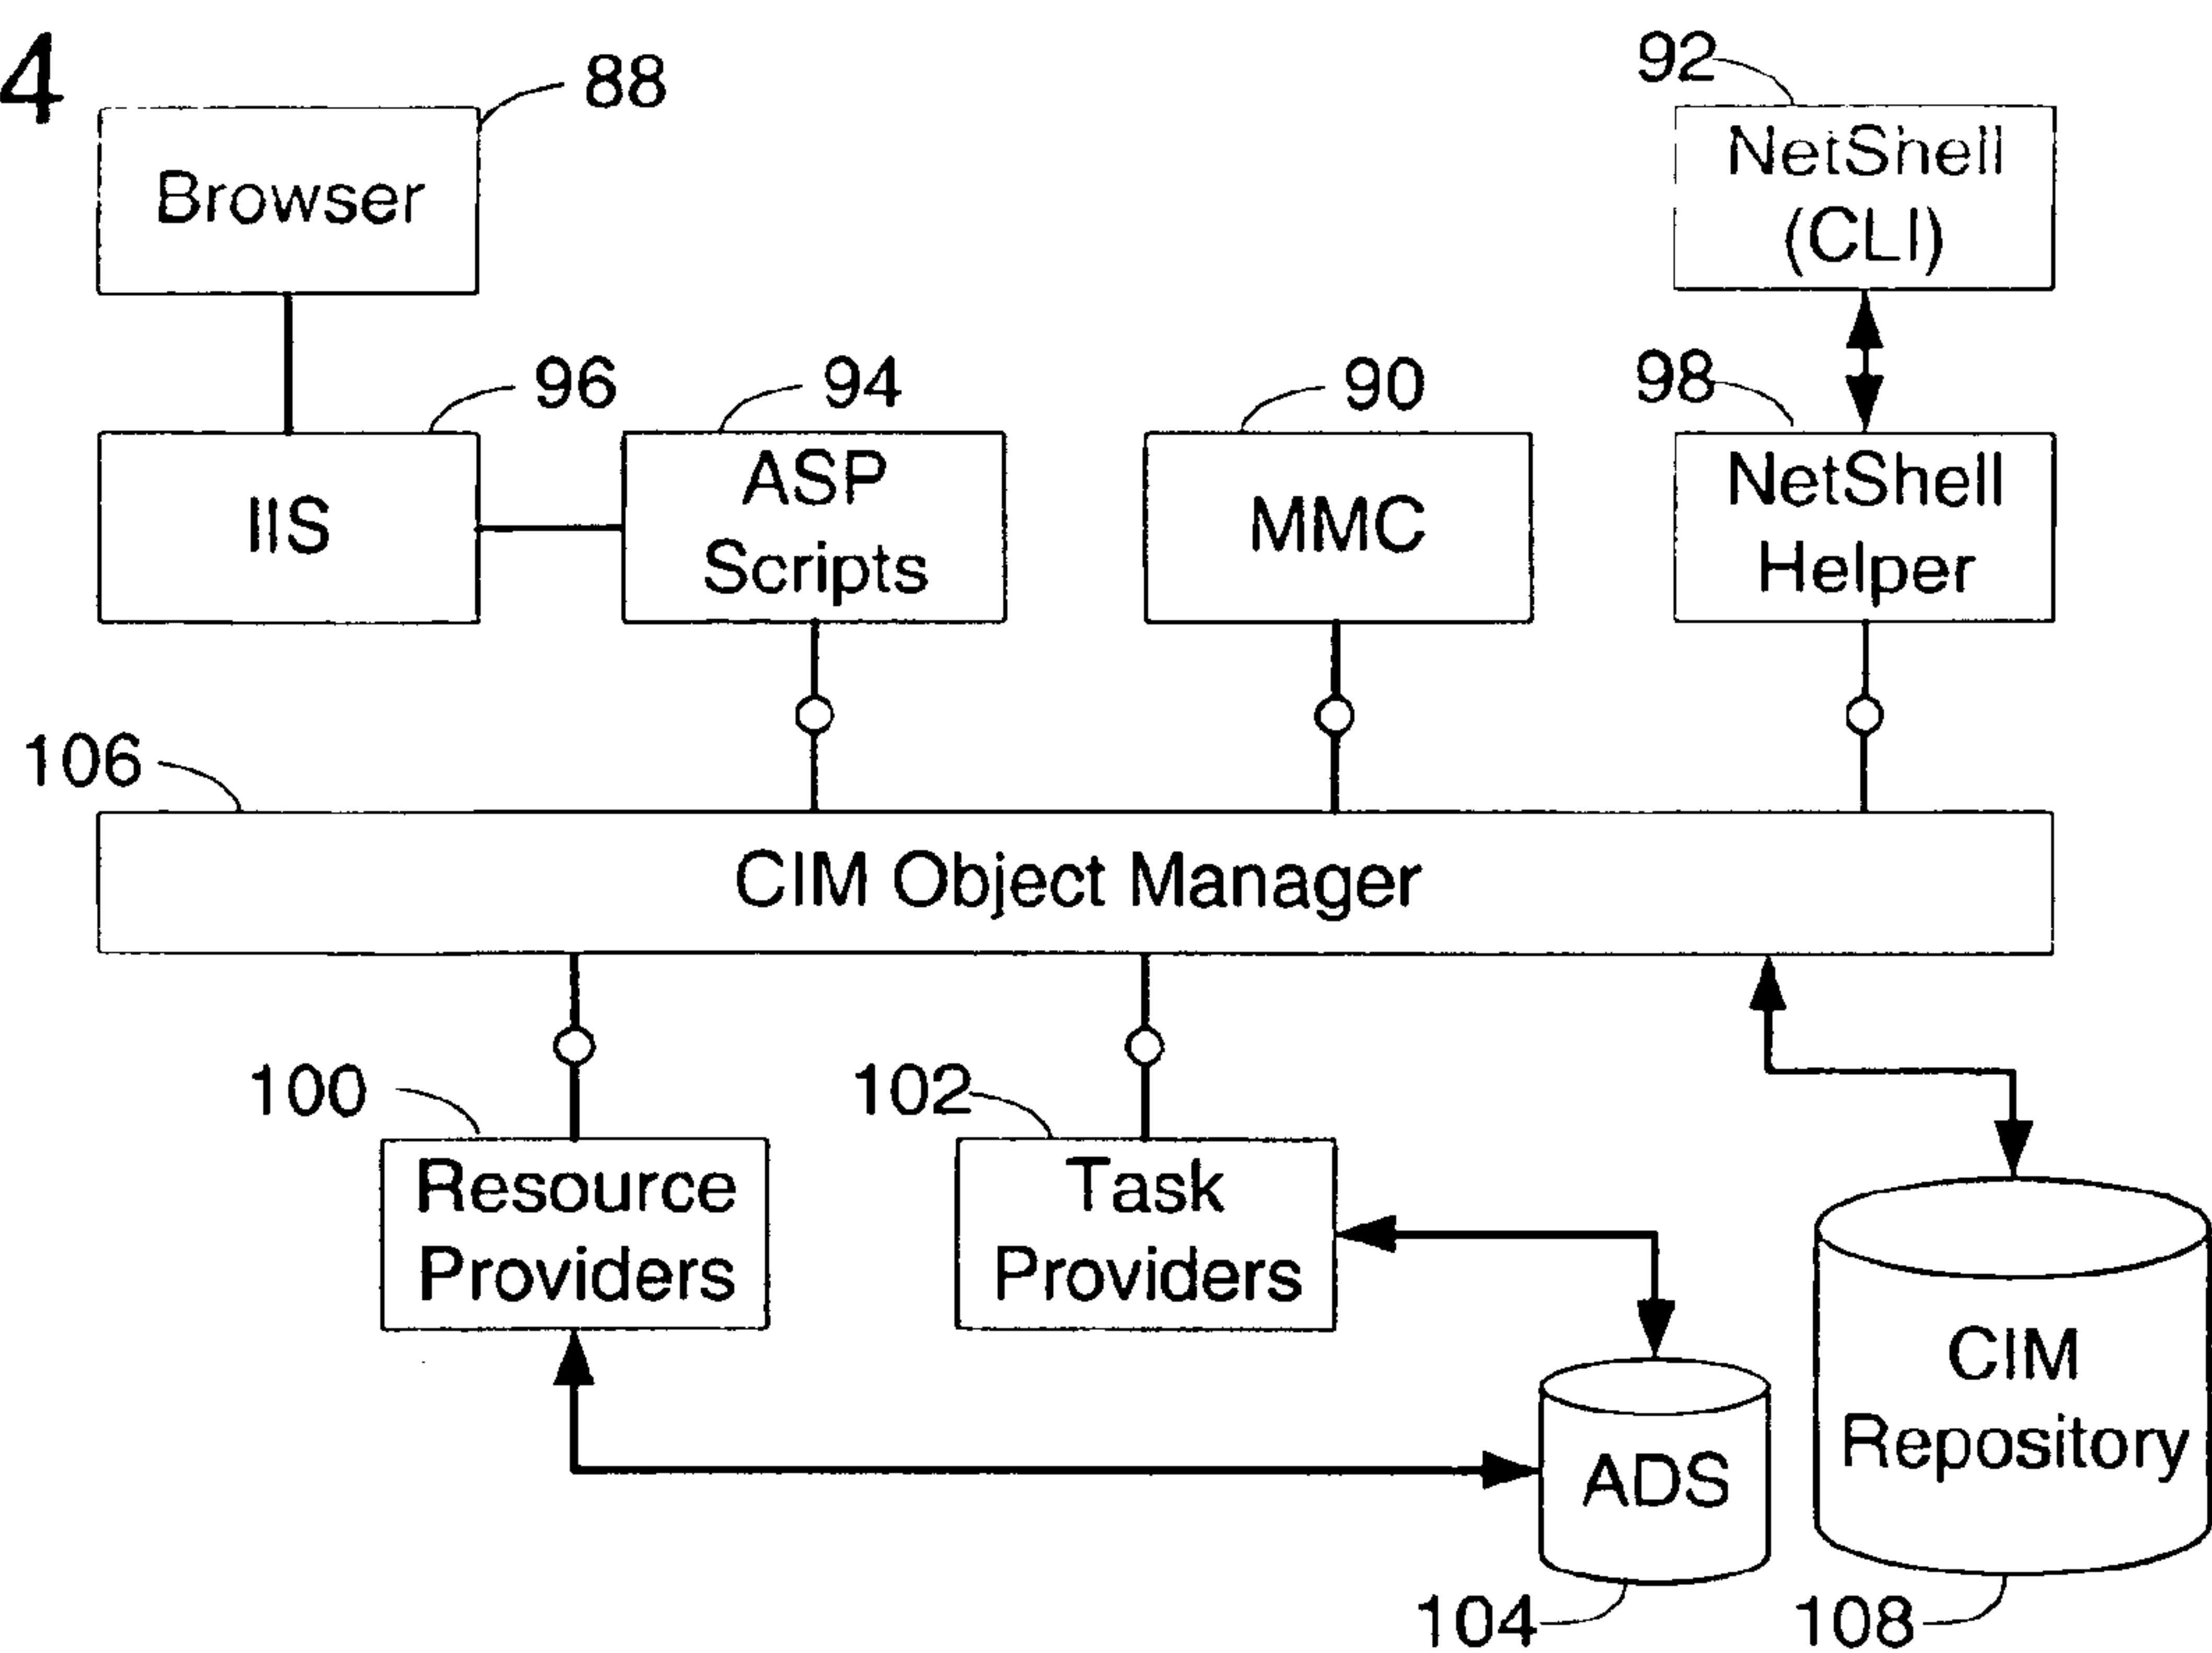 4
88
92
Browser
NetShell
(CLI)
96
94
90
98
IIS
ASP
Scripts
MMC
NetShell
Helper
106
CIM Object Manager
100
102
Resource
Providers
Task
Providers
CIM
Repository
ADS
104
108